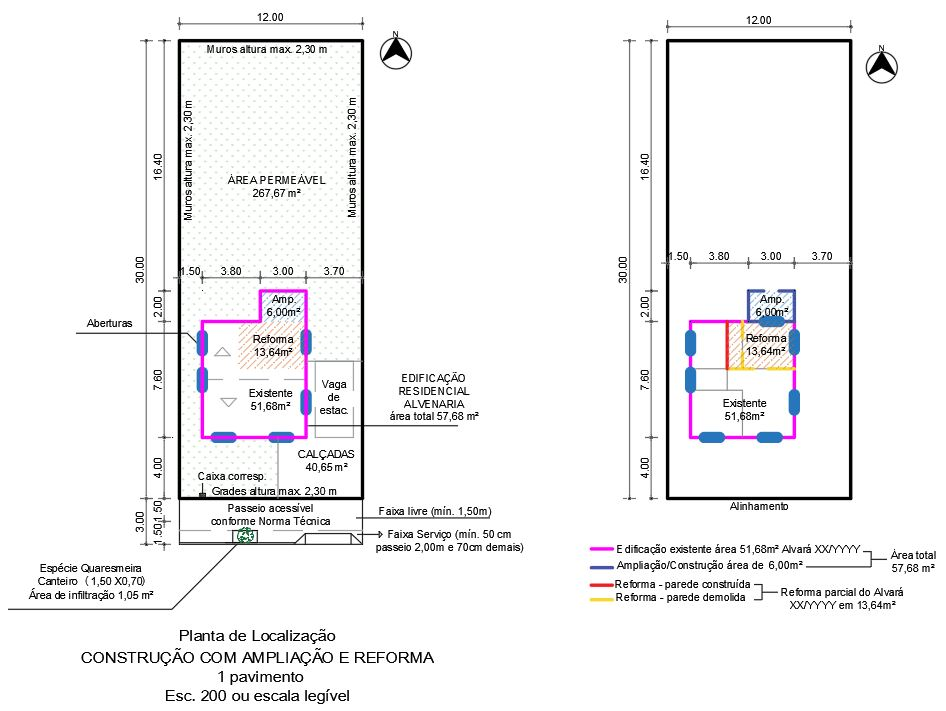 12.00
N
Muros altura max. 2,30 m
Muros altura max. 2,30 m
Muros altura max. 2,30 m
16.40
30.00
ÁREA PERMEÁVEL
267,67 m²
1.50
3.80
3.00
3.70
2.00
Amp.
6,00m²
Aberturas
Reforma
13,64m²
7.60
Existente
51,68m²
Vaga
de
estac.
EDIFICAÇÃO
RESIDENCIAL
ALVENARIA
área total 57,68 m²
4.00
CALÇADAS
40,65 m²
Caixa corresp.
Grades altura max. 2,30 m
3.00
1.50
1.50
Passeio acessível
conforme Norma Técnica
Faixa livre (mín. 1,50m)
Faixa Serviço (mín. 50 cm
passeio 2,00m e 70cm demais)
Espécie Quaresmeira
Canteiro (1,50 X0,70)
Área de infiltração 1,05 m²
Planta de Localização
CONSTRUÇÃO COM AMPLIAÇÃO E REFORMA
1 pavimento
Esc. 200 ou escala legível
12.00
N
16.40
30.00
1.50
3.80
3.00
3.70
2.00
Amp.
6,00m²
Reforma
13,64m²
7.60
Existente
51,68m²
4.00
Alinhamento
Edificação existente área 51,68m² Alvará XX/YYYY
Ampliação/Construção área de 6,00m²
Área total
57,68 m²
Reforma - parede construída
Reforma - parede demolida
Reforma parcial do Alvará
XX/YYYY em 13,64m²